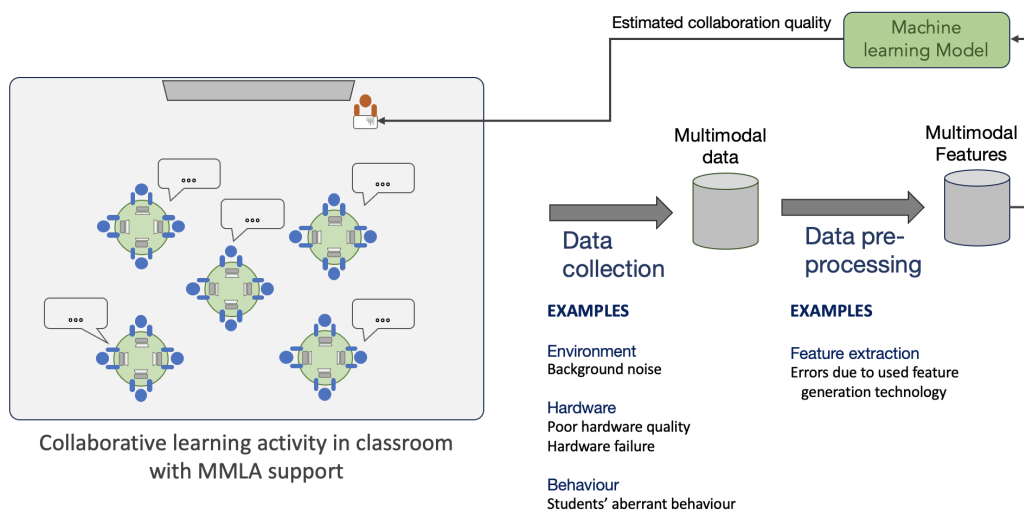 Estimated collaboration quality
Machine
learning Model
Multimodal
data
Multimodal
Features
...
...
...
...
...
Data
collection
Data pre-
processing
EXAMPLES
Environment
Background noise
Hardware
Poor hardware quality
Hardware failure
Behaviour
Students’ aberrant behaviour
EXAMPLES
Feature extraction
Errors due to used feature
generation technology
Collaborative learning activity in classroom
with MMLA support